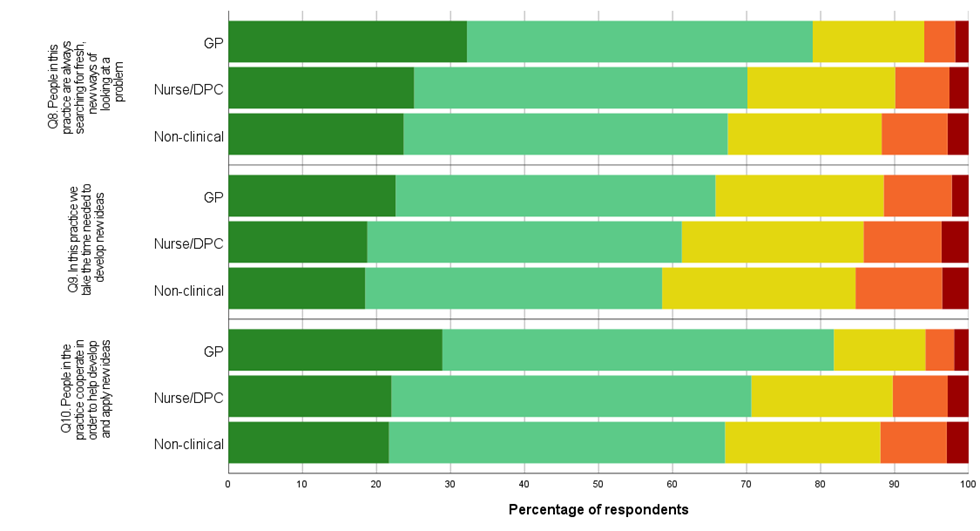 Q8 People in this
practice are always
searching for fresh,
new ways of
looking at a
problem
GP
Nurse/DPC
Non-clinical
Q9. In this practice we
take the time needed to
develop new ideas
GP
Nurse/DPC
Non-clinical
Q10. People in the
practice cooperate in
order to help develop
and apply new ideas
GP
Nurse/DPC
Non-clinical
0 10 20 30 40 50 60 70 80 90 100
Percentage of respondents